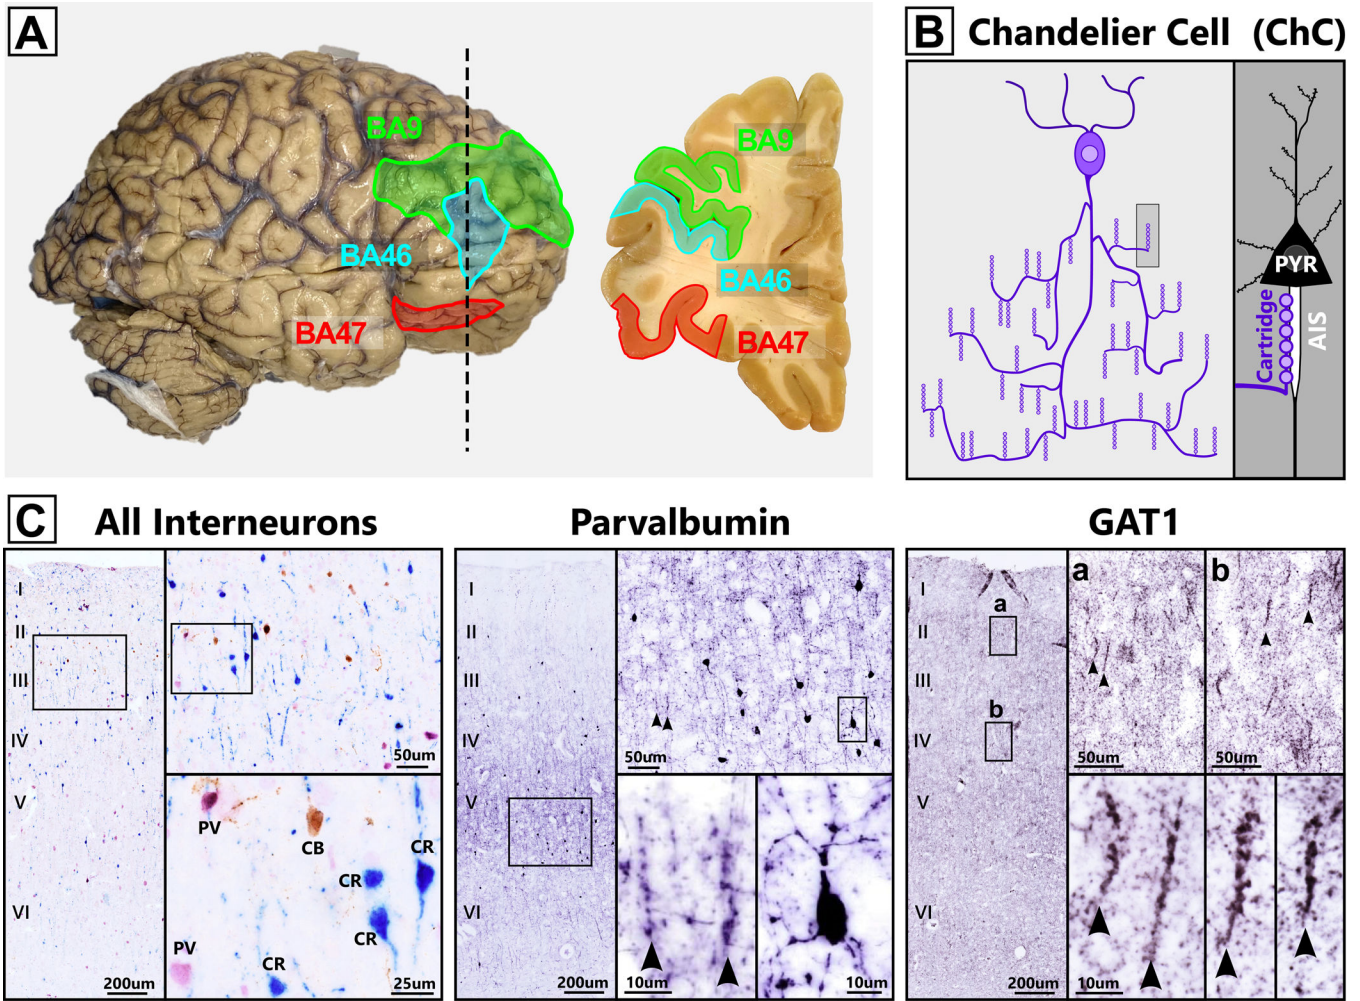 A
BA9
BA46
BA47
BA9
BA46
BA47
B Chandelier Cell (ChC)
PYR
Cartridge
AIS
C
All Interneurons
I
II
III
IV
V
VI
200um
50um
PV
CB
CR
CR
CR
PV
CR
25um
Parvalbumin
I
II
III
IV
V
VI
200um
50um
10um
10um
GAT1
I
II
III
IV
V
VI
a
b
200um
a
50um
b
50um
10um